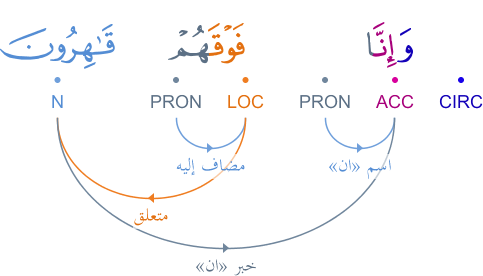 وَإِنَّا فَوْقَهُمْ قَـٰهِرُونَ
CIRC ACC PRON LOC PRON N
اسم «ان»
مضاف إليه
متعلق
خبر «ان»